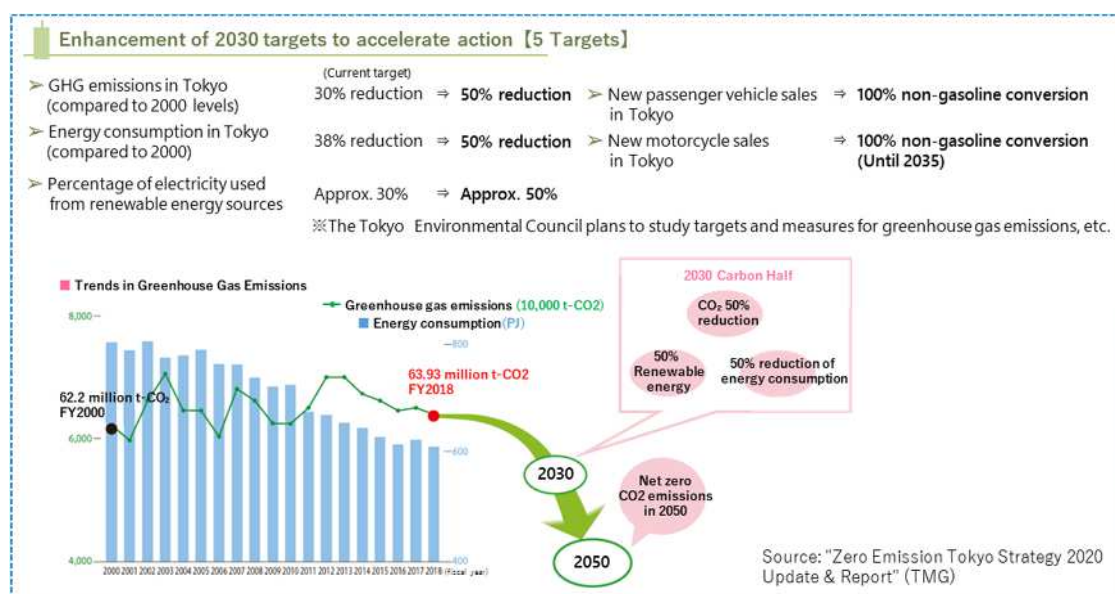 Enhancement of 2030 targets to accelerate action【5 Targets】
➢ GHG emissions in Tokyo
(compared to 2000 levels)
(Current target)
30% reduction ⇒ 50% reduction
➢ Energy consumption in Tokyo
(compared to 2000)
38% reduction ⇒ 50% reduction
➢ Percentage of electricity used
from renewable energy sources
Approx. 30% ⇒ Approx. 50%
➢ New passenger vehicle sales
in Tokyo
⇒ 100% non-gasoline conversion
➢ New motorcycle sales
in Tokyo
⇒ 100% non-gasoline conversion
(Until 2035)
※The Tokyo Environmental Council plans to study targets and measures for greenhouse gas emissions, etc.
Trends in Greenhouse Gas Emissions
Greenhouse gas emissions (10,000 t-CO2)
Energy consumption(PJ)
8,000
6,000
4,000
800
600
400
62.2 million t-CO₂
FY2000
63.93 million t-CO2
FY2018
2000 2001 2002 2003 2004 2005 2006 2007 2008 2009 2010 2011 2012 2013 2014 2015 2016 2017 2018 (fiscal year)
2030 Carbon Half
CO₂ 50%
reduction
50%
Renewable
energy
50% reduction of
energy consumption
2030
Net zero
CO2 emissions
in 2050
2050
Source: "Zero Emission Tokyo Strategy 2020
Update & Report" (TMG)